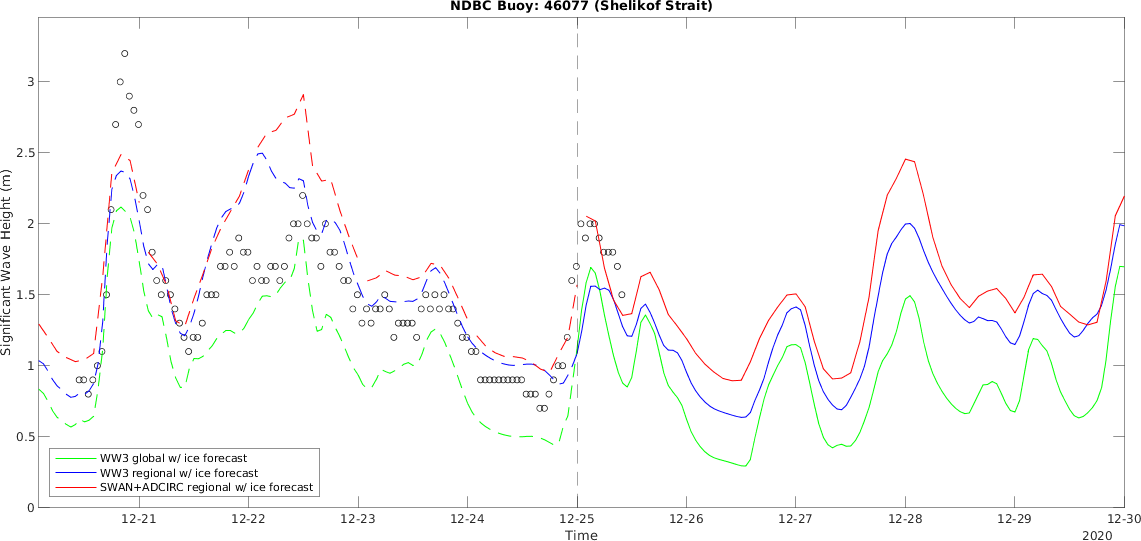 NDBC Buoy: 46077 (Shelikof Strait)
Significant Wave Height (m)
3
2.5
2
1.5
1
0.5
0
WW3 global w/ ice forecast
WW3 regional w/ ice forecast
SWAN+ADCIRC regional w/ ice forecast
12-21 12-22 12-23 12-24 12-25 12-26 12-27 12-28 12-29 12-30
Time
2020